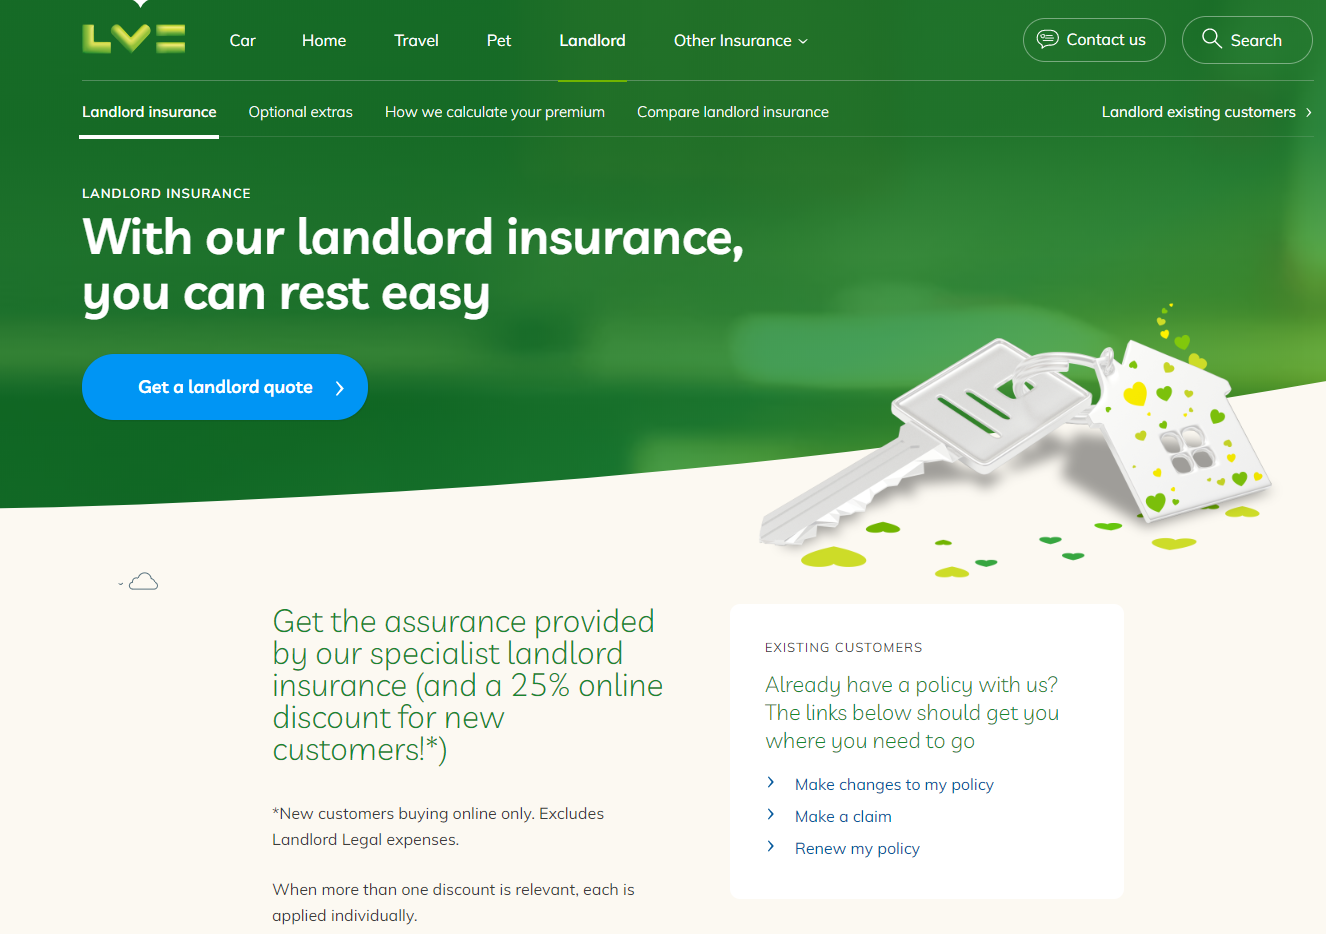 LV=
Car
Home
Travel
Pet
Landlord
Other Insurance
Contact us
Search
Landlord insurance
Optional extras
How we calculate your premium
Compare landlord insurance
Landlord existing customers
LANDLORD INSURANCE
With our landlord insurance,
you can rest easy
Get a landlord quote
Get the assurance provided
by our specialist landlord
insurance (and a 25% online
discount for new
customers!*)
*New customers buying online only. Excludes
Landlord Legal expenses.
When more than one discount is relevant, each is
applied individually.
EXISTING CUSTOMERS
Already have a policy with us?
The links below should get you
where you need to go
Make changes to my policy
Make a claim
Renew my policy